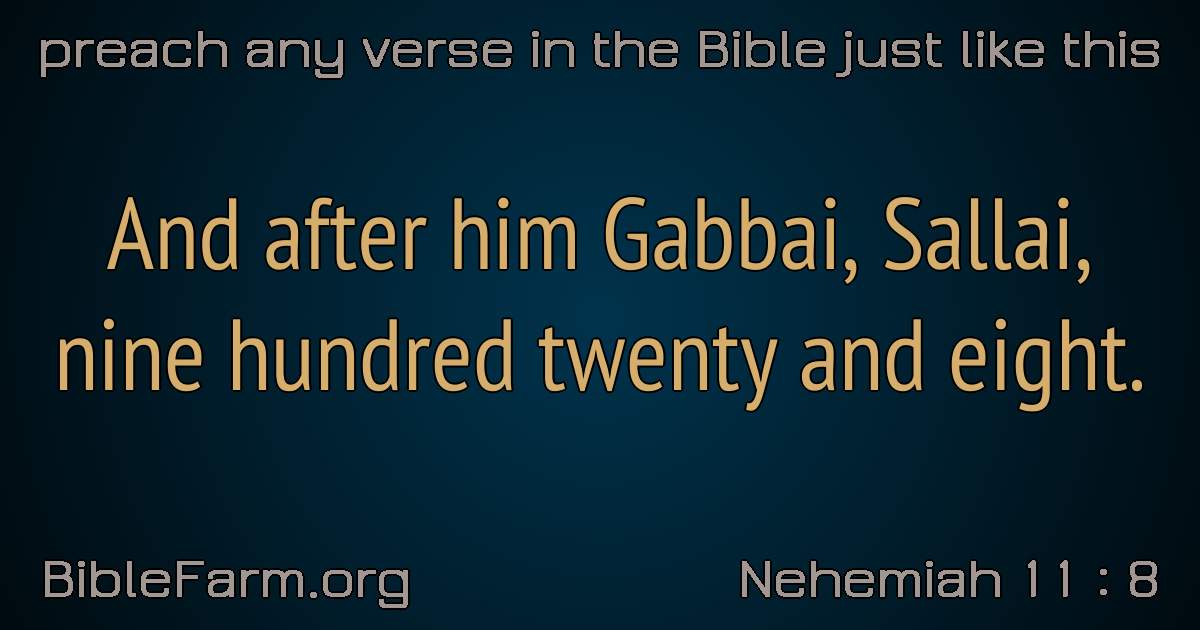 preach any verse in the Bible just like this
And after him Gabbai, Sallai,
nine hundred twenty and eight.
BibleFarm.org
Nehemiah 11 : 8